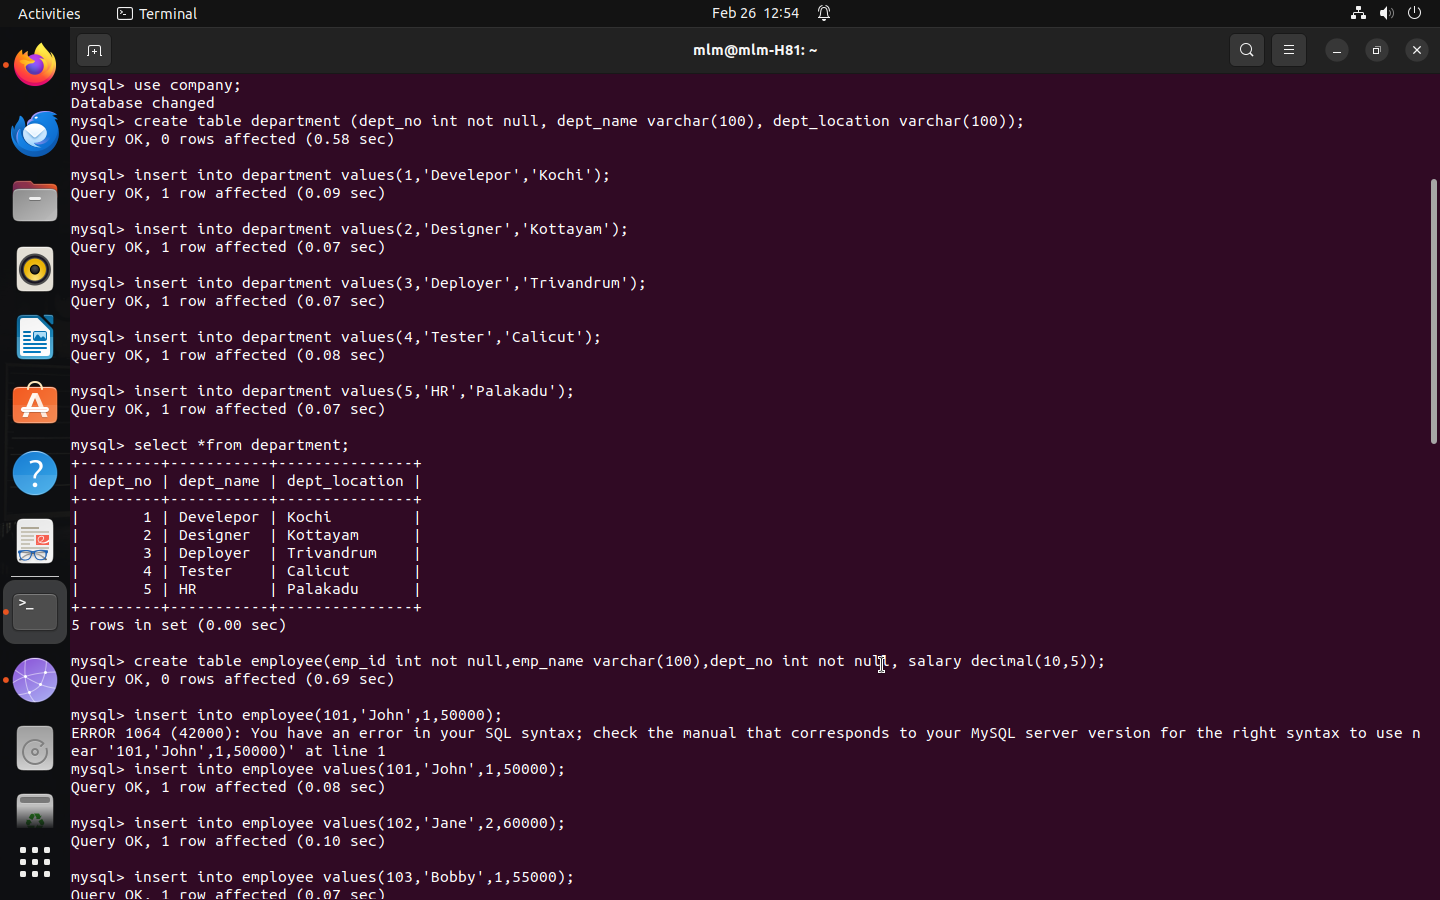 Activities
Terminal
Feb 26 12:54
mlm@mlm-H81: ~
mysql> use company;
Database changed
mysql> create table department (dept_no int not null, dept_name varchar(100), dept_location varchar(100));
Query OK, 0 rows affected (0.58 sec)
mysql> insert into department values(1,'Develepor','Kochi');
Query OK, 1 row affected (0.09 sec)
mysql> insert into department values(2,'Designer','Kottayam');
Query OK, 1 row affected (0.07 sec)
mysql> insert into department values(3,'Deployer','Trivandrum');
Query OK, 1 row affected (0.07 sec)
mysql> insert into department values(4,'Tester','Calicut');
Query OK, 1 row affected (0.08 sec)
mysql> insert into department values(5,'HR','Palakadu');
Query OK, 1 row affected (0.07 sec)
mysql> select *from department;
+---------+-----------+---------------+
| dept_no | dept_name | dept_location |
+---------+-----------+---------------+
|       1 | Develepor | Kochi         |
|       2 | Designer  | Kottayam      |
|       3 | Deployer  | Trivandrum    |
|       4 | Tester    | Calicut       |
|       5 | HR        | Palakadu      |
+---------+-----------+---------------+
5 rows in set (0.00 sec)
mysql> create table employee(emp_id int not null,emp_name varchar(100),dept_no int not null, salary decimal(10,5));
Query OK, 0 rows affected (0.69 sec)
mysql> insert into employee(101,'John',1,50000);
ERROR 1064 (42000): You have an error in your SQL syntax; check the manual that corresponds to your MySQL server version for the right syntax to use n
ear '101,'John',1,50000)' at line 1
mysql> insert into employee values(101,'John',1,50000);
Query OK, 1 row affected (0.08 sec)
mysql> insert into employee values(102,'Jane',2,60000);
Query OK, 1 row affected (0.10 sec)
mysql> insert into employee values(103,'Bobby',1,55000);
Query OK, 1 row affected (0.07 sec)